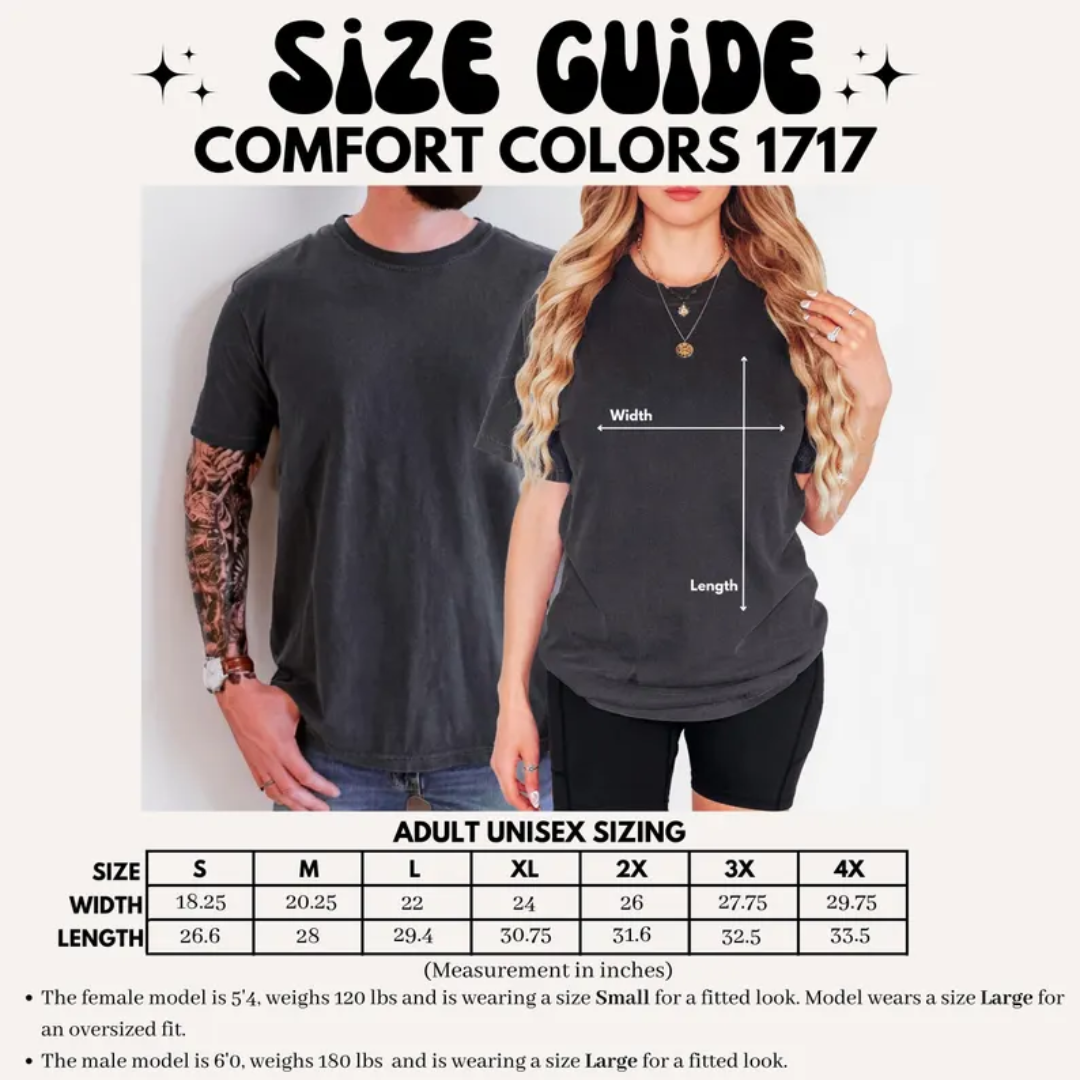 SiZE GUiDE
COMFORT COLORS 1717
Width
Length
ADULT UNISEX SIZING
SIZE S M L XL 2X 3X 4X
WIDTH 18.25 20.25 22 24 26 27.75 29.75
LENGTH 26.6 28 29.4 30.75 31.6 32.5 33.5
(Measurement in inches)
• The female model is 5'4, weighs 120 lbs and is wearing a size Small for a fitted look. Model wears a size Large for
an oversized fit.
• The male model is 6'0, weighs 180 lbs and is wearing a size Large for a fitted look.